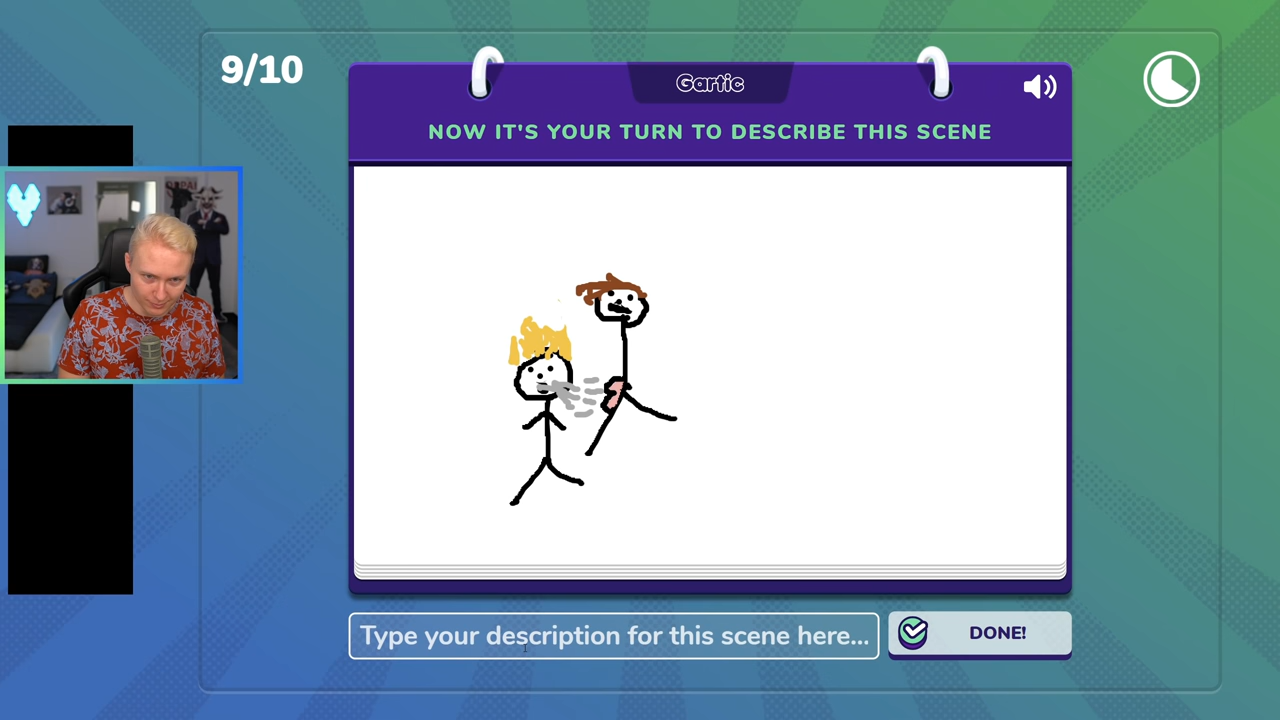 9/10
Gartic
NOW IT'S YOUR TURN TO DESCRIBE THIS SCENE
Type your description for this scene here...
DONE!